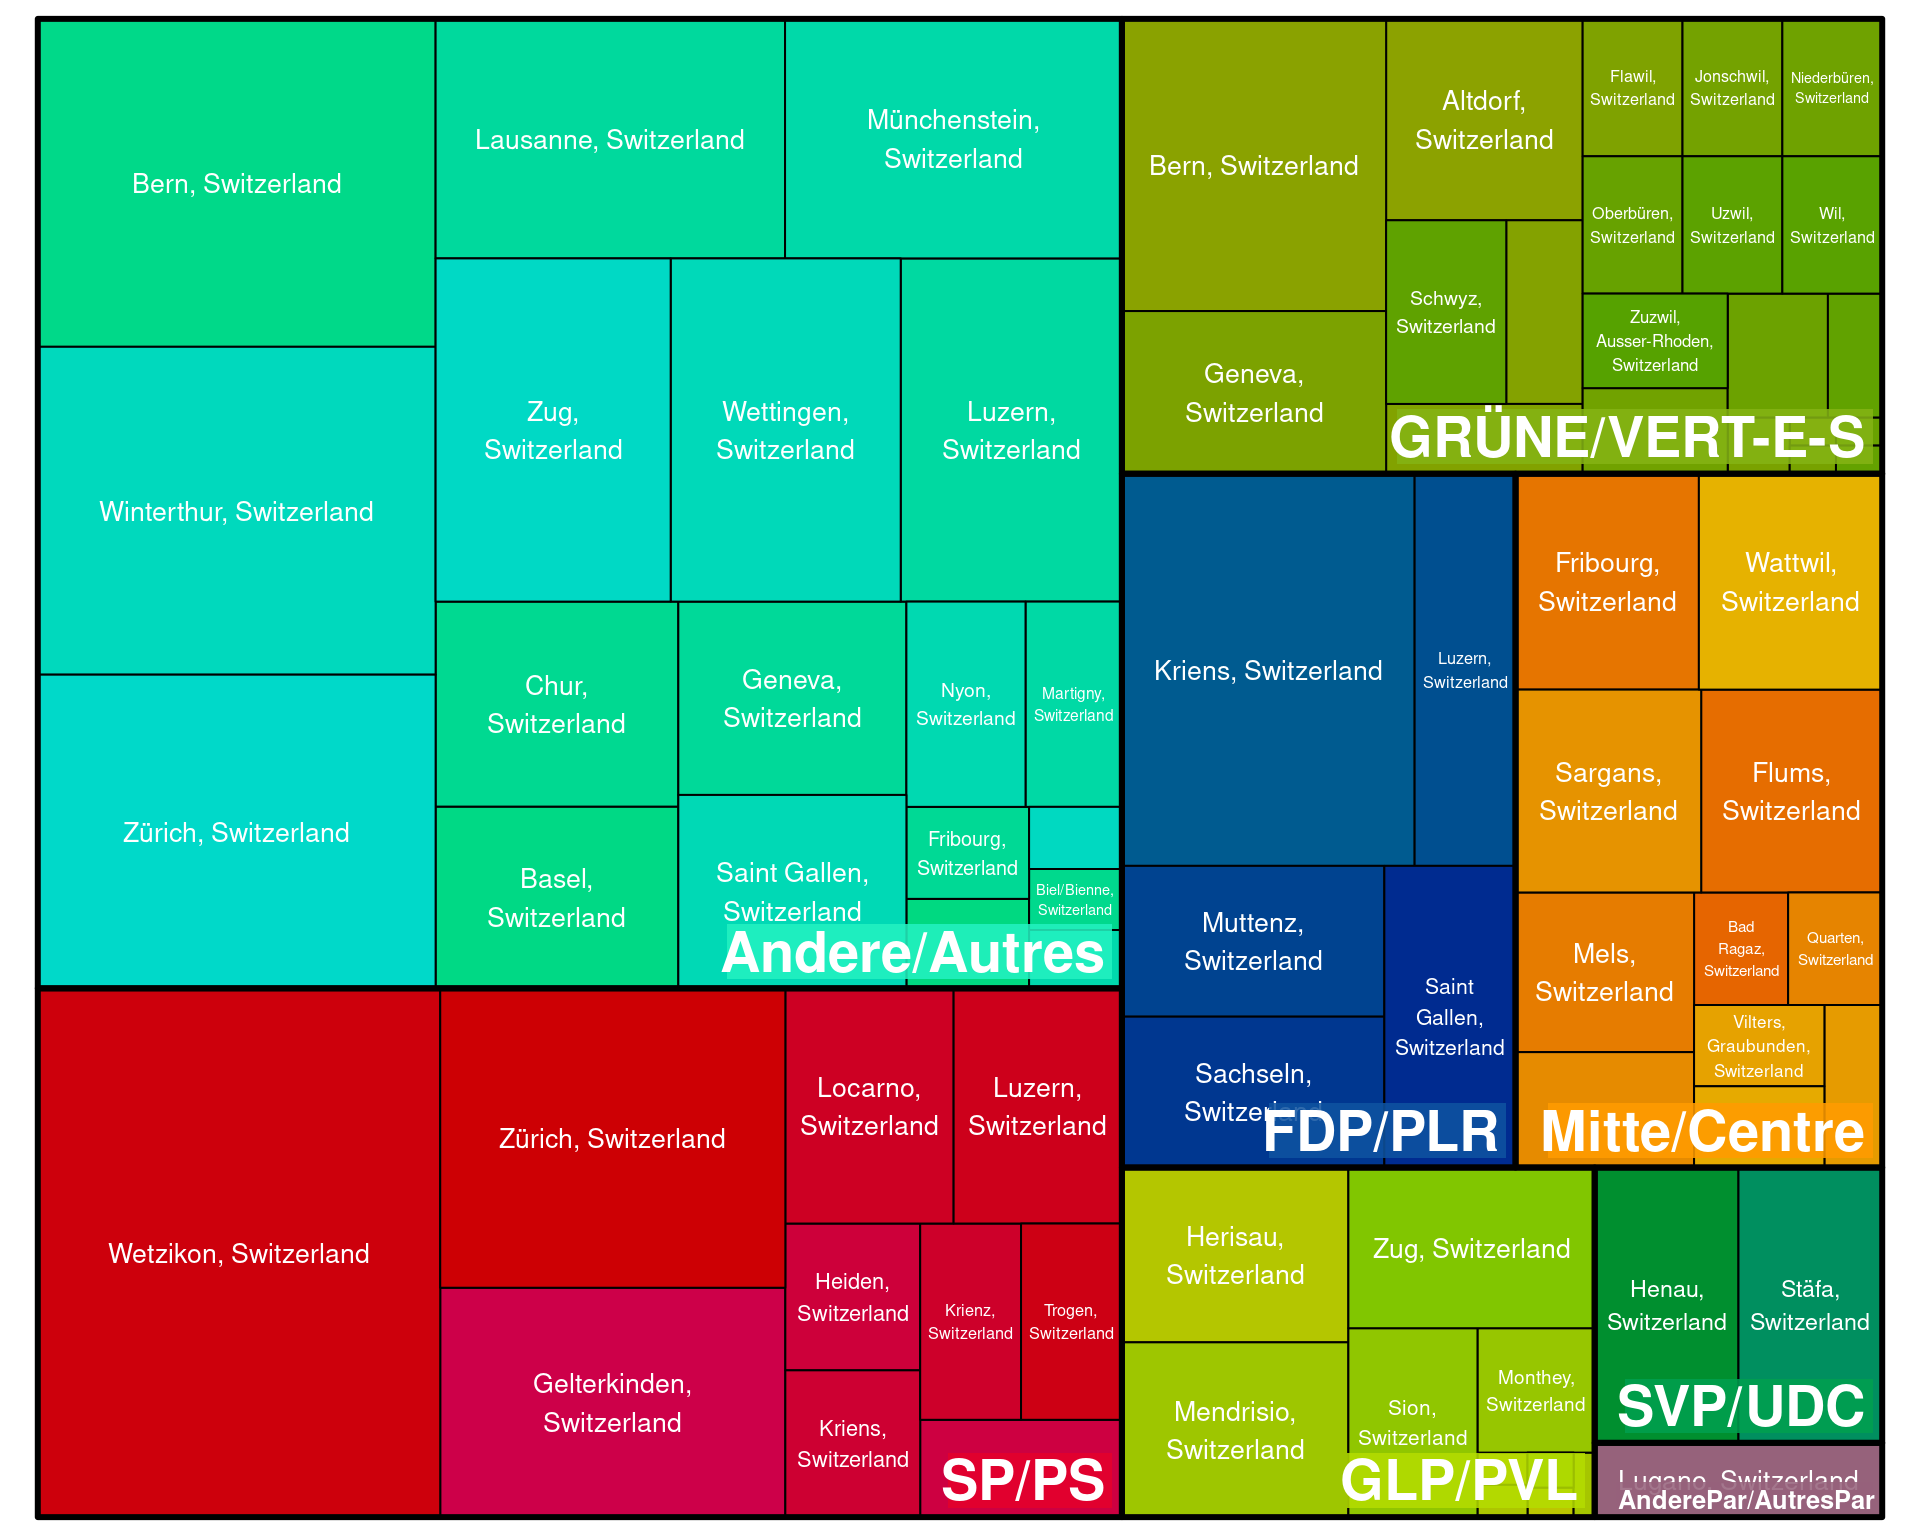 Bern, Switzerland
Winterthur, Switzerland
Zürich, Switzerland
Lausanne, Switzerland
Münchenstein,
Switzerland
Zug,
Switzerland
Wettingen,
Switzerland
Luzern,
Switzerland
Chur,
Switzerland
Basel,
Switzerland
Geneva,
Switzerland
Saint Gallen,
Switzerland
Nyon,
Switzerland
Martigny,
Switzerland
Fribourg,
Switzerland
Biel/Bienne,
Switzerland
Andere/Autres
Wetzikon, Switzerland
Zürich, Switzerland
Gelterkinden,
Switzerland
Locarno,
Switzerland
Luzern,
Switzerland
Heiden,
Switzerland
Kriens,
Switzerland
Krienz,
Switzerland
Trogen,
Switzerland
SP/PS
Bern, Switzerland
Geneva,
Switzerland
Altdorf,
Switzerland
Schwyz,
Switzerland
Flawil,
Switzerland
Jonschwil,
Switzerland
Niederbüren,
Switzerland
Oberbüren,
Switzerland
Uzwil,
Switzerland
Wil,
Switzerland
Zuzwil,
Ausser-Rhoden,
Switzerland
GRÜNE/VERT-E-S
Kriens, Switzerland
Luzern,
Switzerland
Muttenz,
Switzerland
Sachseln,
Switzerland
Saint
Gallen,
Switzerland
FDP/PLR
Fribourg,
Switzerland
Wattwil,
Switzerland
Sargans,
Switzerland
Flums,
Switzerland
Mels,
Switzerland
Bad
Ragaz,
Switzerland
Quarten,
Switzerland
Vilters,
Graubunden,
Switzerland
Mitte/Centre
Herisau,
Switzerland
Mendrisio,
Switzerland
Zug, Switzerland
Sion,
Switzerland
Monthey,
Switzerland
GLP/PVL
Henau,
Switzerland
Stäfa,
Switzerland
SVP/UDC
Lugano, Switzerland
AnderePar/AutresPar